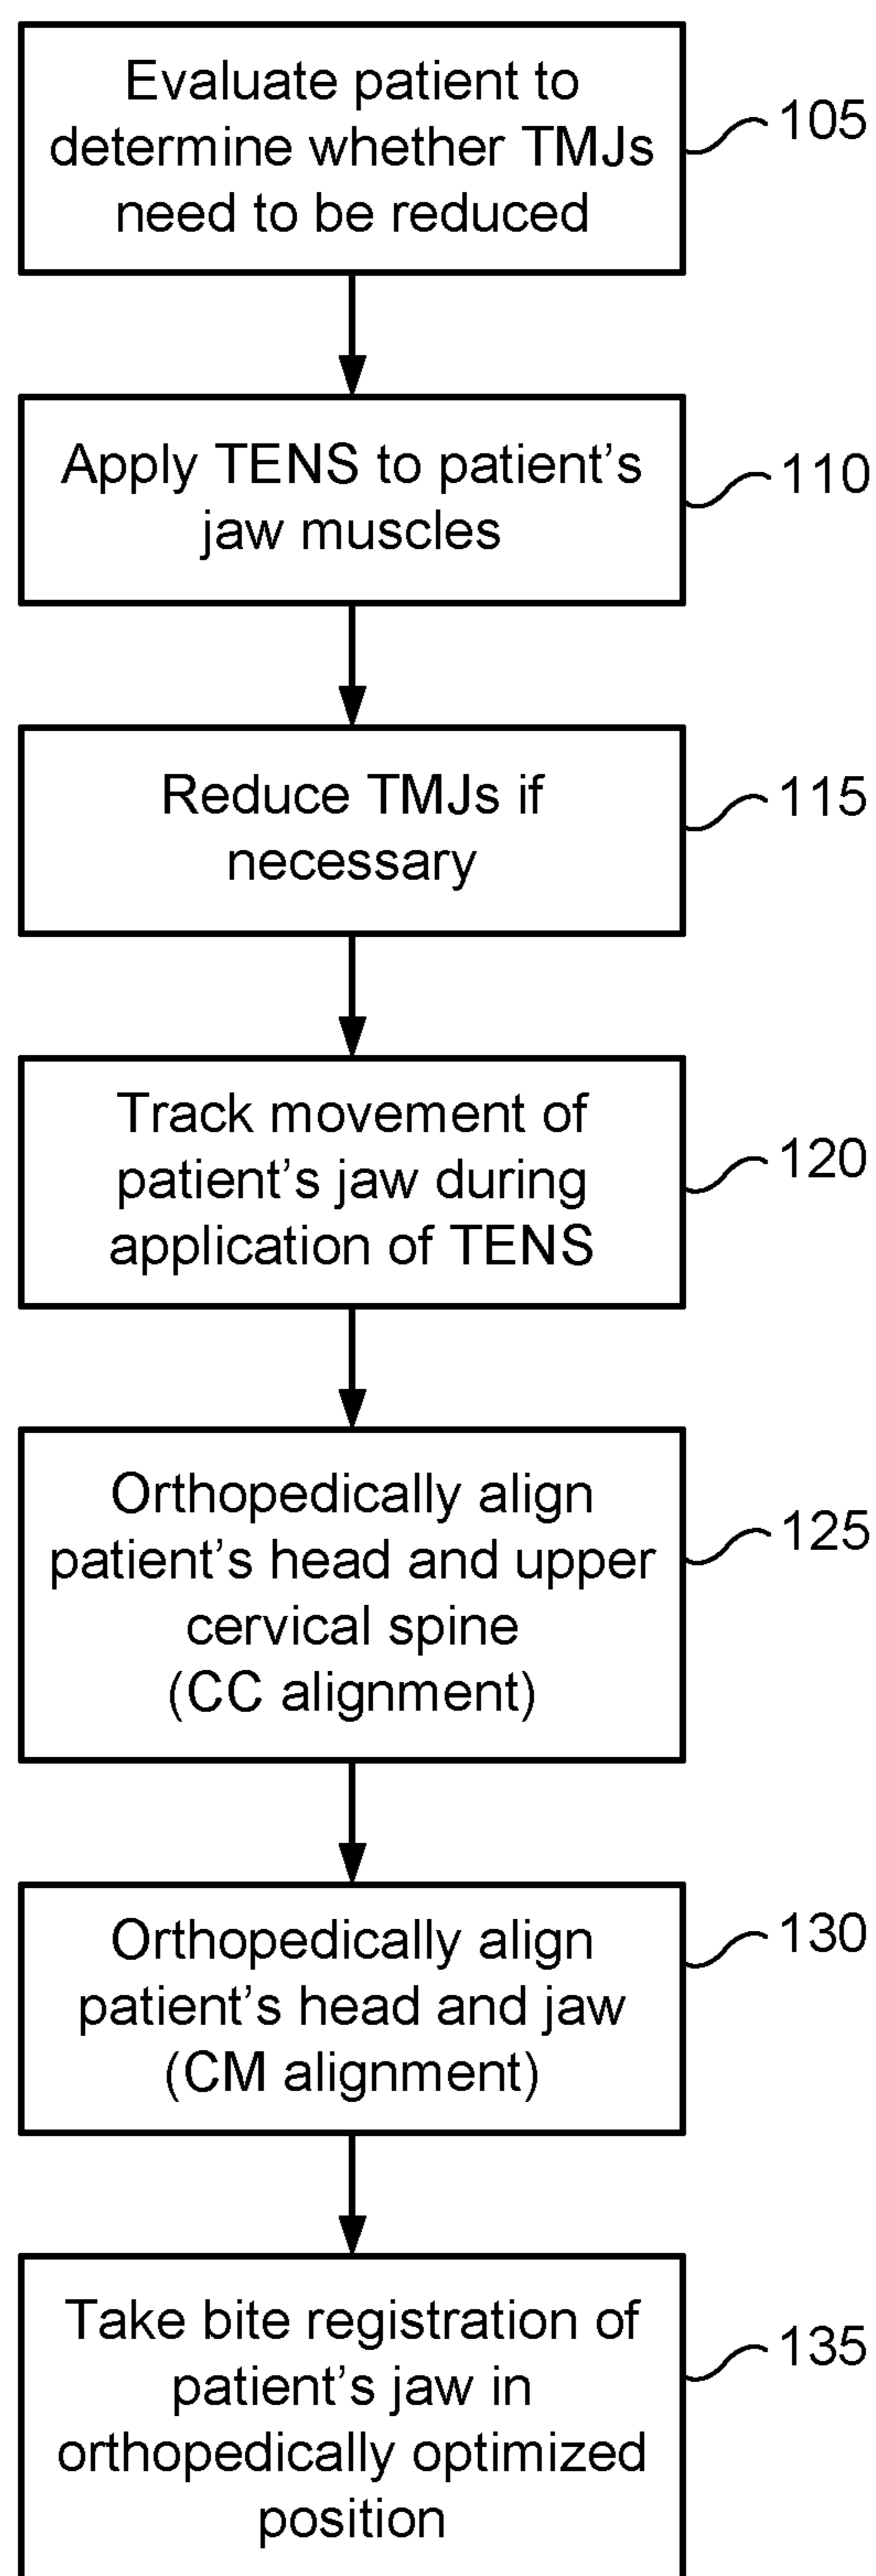 Evaluate patient to
determine whether TMJs
need to be reduced
105
Apply TENS to patient's
jaw muscles
110
Reduce TMJs if
necessary
115
Track movement of
patient's jaw during
application of TENS
120
Orthopedically align
patient's head and upper
cervical spine
(CC alignment)
125
Orthopedically align
patient's head and jaw
(CM alignment)
130
Take bite registration of
patient's jaw in
orthopedically optimized
position
135